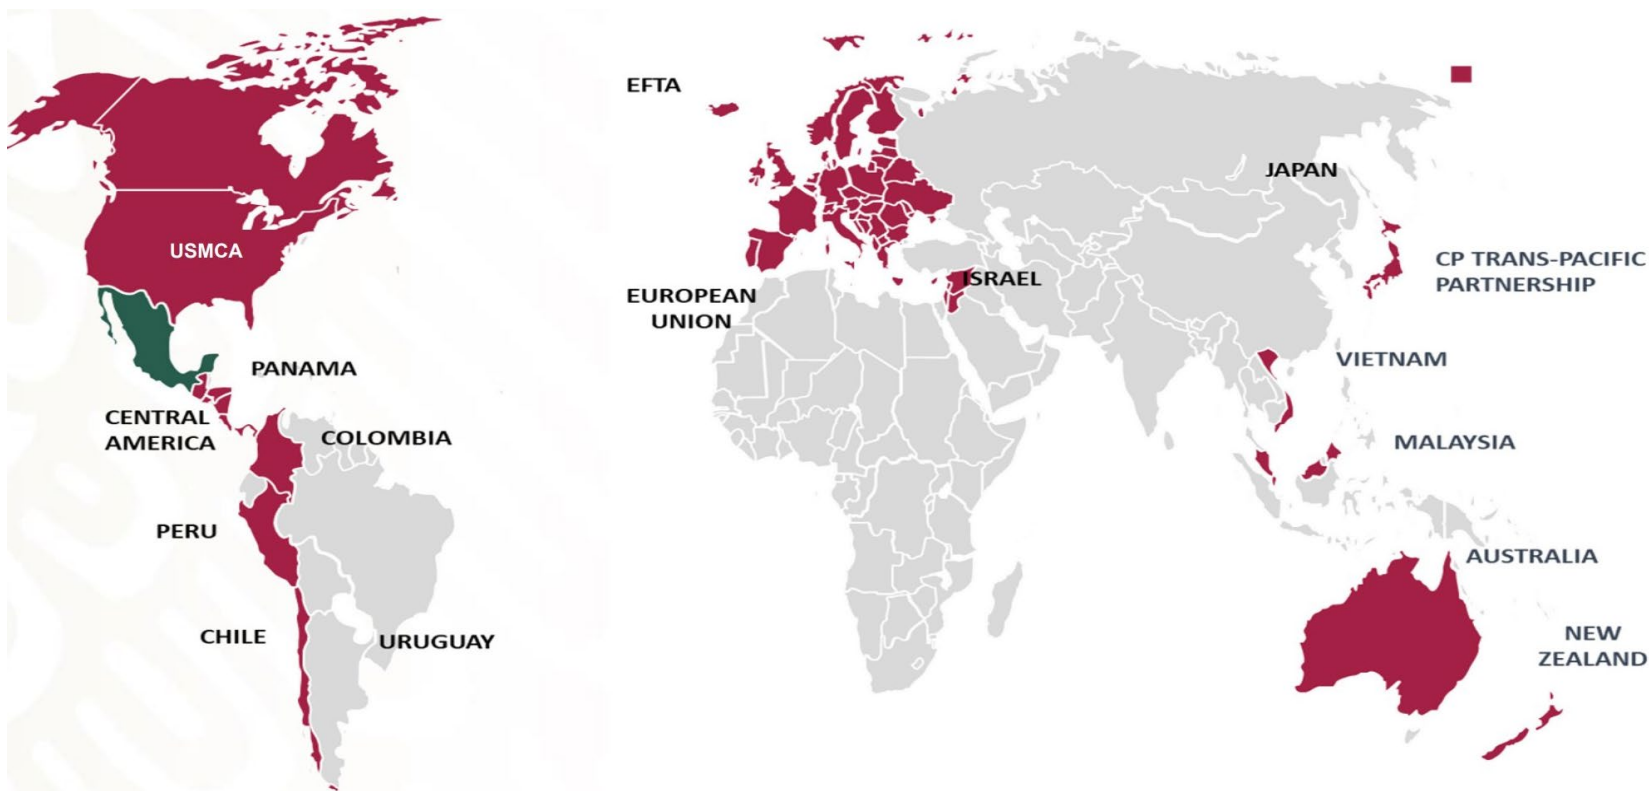 EFTA
JAPAN
USMCA
CP TRANS-PACIFIC
PARTNERSHIP
ISRAEL
EUROPEAN
UNION
VIETNAM
PANAMA
CENTRAL
AMERICA
COLOMBIA
MALAYSIA
PERU
AUSTRALIA
CHILE
URUGUAY
NEW
ZEALAND